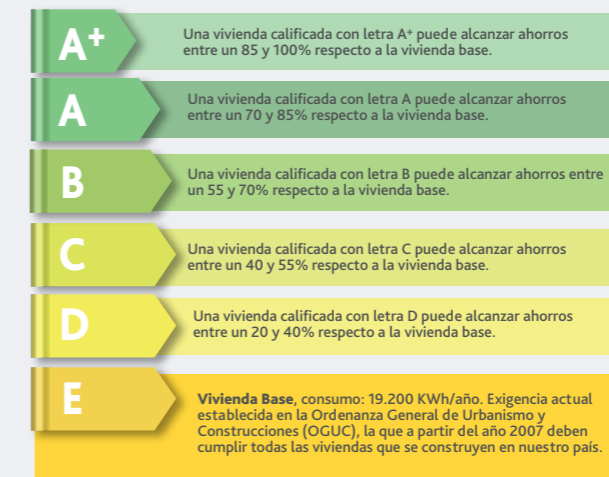 A+
Una vivienda calificada con letra A+ puede alcanzar ahorros
entre un 85 y 100% respecto a la vivienda base.
A
Una vivienda calificada con letra A puede alcanzar ahorros
entre un 70 y 85% respecto a la vivienda base.
B
Una vivienda calificada con letra B puede alcanzar ahorros entre
un 55 y 70% respecto a la vivienda base.
C
Una vivienda calificada con letra C puede alcanzar ahorros
entre un 40 y 55% respecto a la vivienda base.
D
Una vivienda calificada con letra D puede alcanzar ahorros
entre un 20 y 40% respecto a la vivienda base.
E
Vivienda Base, consumo: 19.200 KWh/año. Exigencia actual
establecida en la Ordenanza General de Urbanismo y
Construcciones (OGUC), la que a partir del año 2007 deben
cumplir todas las viviendas que se construyen en nuestro país.